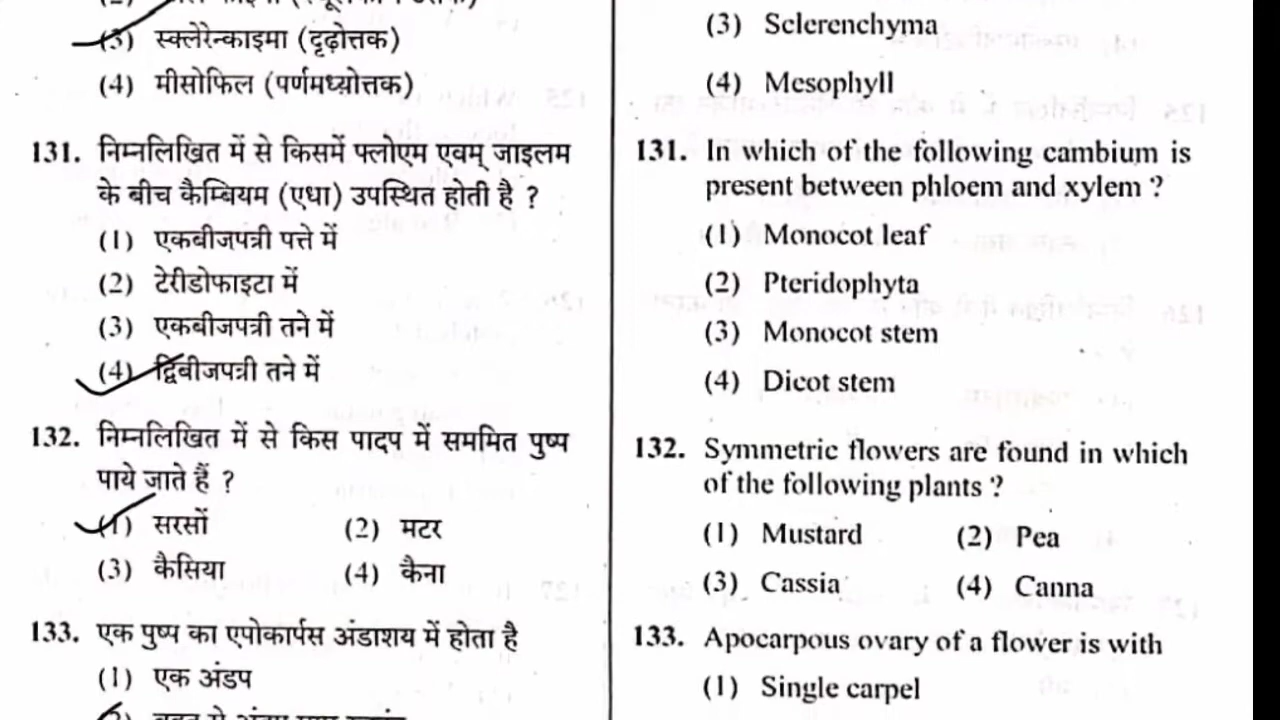 (3) स्क्लेरेन्काइमा (दृढ़ोत्तक)
(4) मीसोफिल (पर्णमध्योत्तक)
131. निम्नलिखित में से किसमें फ्लोएम एवम् जाइलम
के बीच कैम्बियम (एधा) उपस्थित होती है ?
(1) एकबीजपत्री पत्ते में
(2) टेरीडोफाइटा में
(3) एकबीजपत्री तने में
(4) द्विबीजपत्री तने में
132. निम्नलिखित में से किस पादप में सममित पुष्प
पाये जाते हैं ?
(1) सरसों (2) मटर
(3) कैसिया (4) कैना
133. एक पुष्प का एपोकार्पस अंडाशय में होता है
(1) एक अंडप
(3) Sclerenchyma
(4) Mesophyll
131. In which of the following cambium is
present between phloem and xylem ?
(1) Monocot leaf
(2) Pteridophyta
(3) Monocot stem
(4) Dicot stem
132. Symmetric flowers are found in which
of the following plants ?
(1) Mustard (2) Pea
(3) Cassia (4) Canna
133. Apocarpous ovary of a flower is with
(1) Single carpel